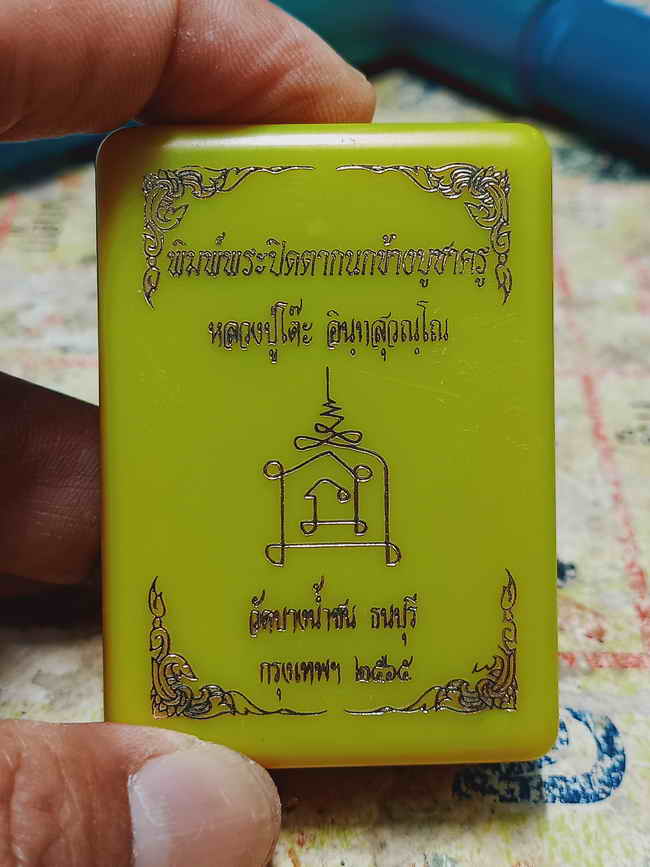 พิมพ์พระปิดตากนกข้างบูชาครู
หลวงปู่โต๊ะ อินฺทสุวณฺโณ
วัดบางน้ำชน ธนบุรี
กรุงเทพฯ ๒๕๖๕